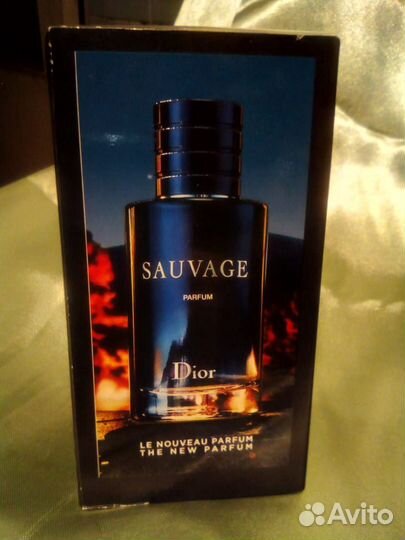 SAUVAGE
PARFUM
Dior
LE NOUVEAU PARFUM
THE NEW PARFUM
Avito